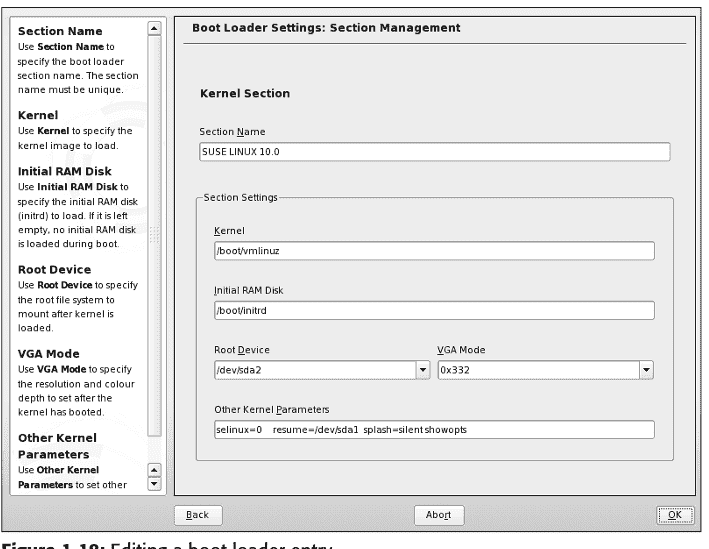 Section Name
Use Section Name to
specify the boot loader
section name. The section
name must be unique.
Kernel
Use Kernel to specify the
kernel image to load.
Initial RAM Disk
Use Initial RAM Disk to
specify the initial RAM disk
(initrd) to load. If it is left
empty, no initial RAM disk
is loaded during boot.
Root Device
Use Root Device to specify
the root file system to
mount after kernel is
loaded.
VGA Mode
Use VGA Mode to specify
the resolution and colour
depth to set after the
kernel has booted.
Other Kernel
Parameters
Use Other Kernel
Parameters to set other
Boot Loader Settings: Section Management
Kernel Section
Section Name
SUSE LINUX 10.0
Section Settings
Kernel
/boot/vmlinuz
Initial RAM Disk
/boot/initrd
Root Device
VGA Mode
/dev/sda2
0x332
Other Kernel Parameters
selinux=0 resume=/dev/sda1 splash=silent showopts
Back
Abort
OK
Figure 1-18: Editing a boot loader entry